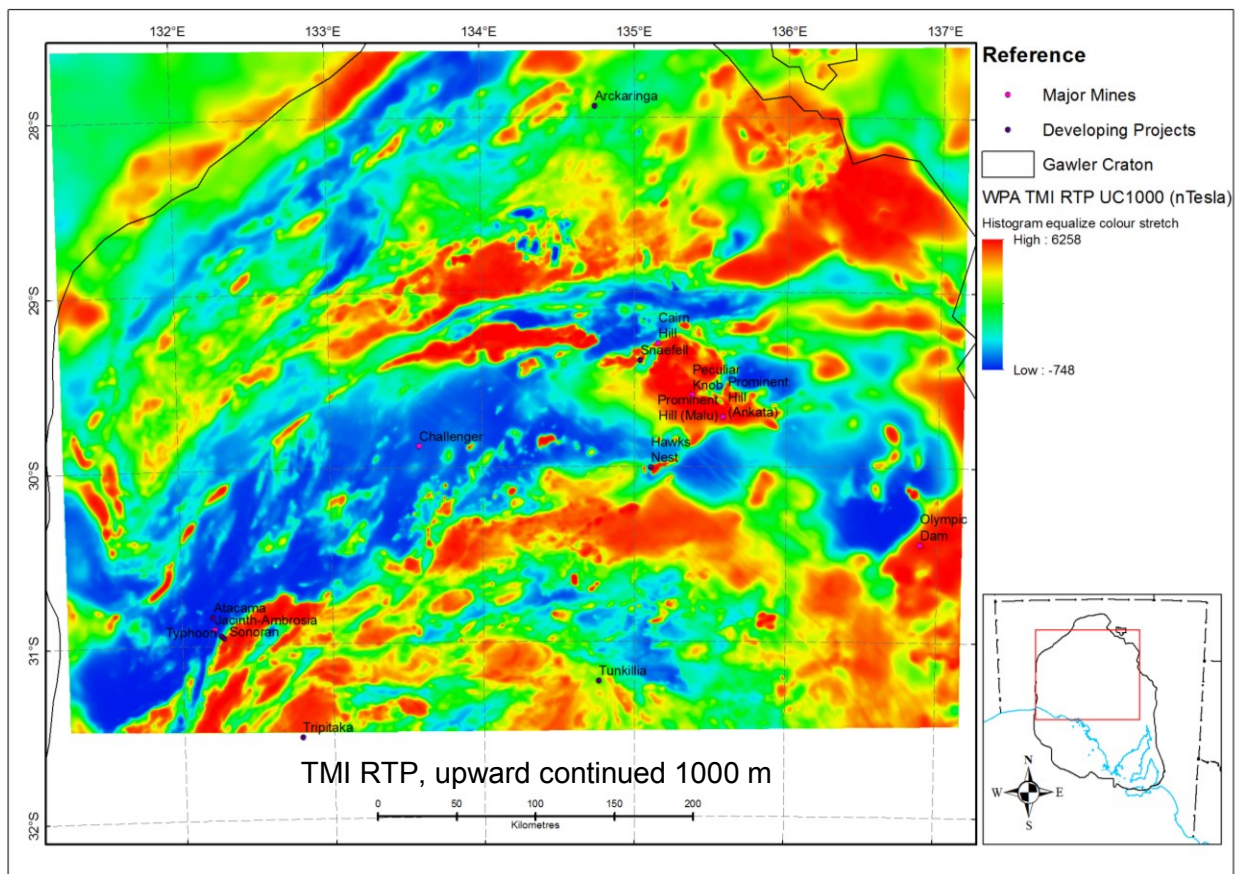 132°E 133°E 134°E 135°E 136°E 137°E
28°S
29°S
30°S
31°S
32°S
Arckaringa
Cairn
Hill
Snaefell
Peculiar
Knob
Prominent
Hill
(Ankata)
Prominent
Hill (Malu)
Challenger
Hawks
Nest
Olympic
Dam
Atacama
Jacinth-Ambrosia
Typhoon
Sonoran
Tunkillia
Tripitaka
TMI RTP, upward continued 1000 m
0 50 100 150 200
Kilometres
Reference
Major Mines
Developing Projects
Gawler Craton
WPA TMI RTP UC1000 (nTesla)
Histogram equalize colour stretch
High : 6258
Low : -748
N
W E
S